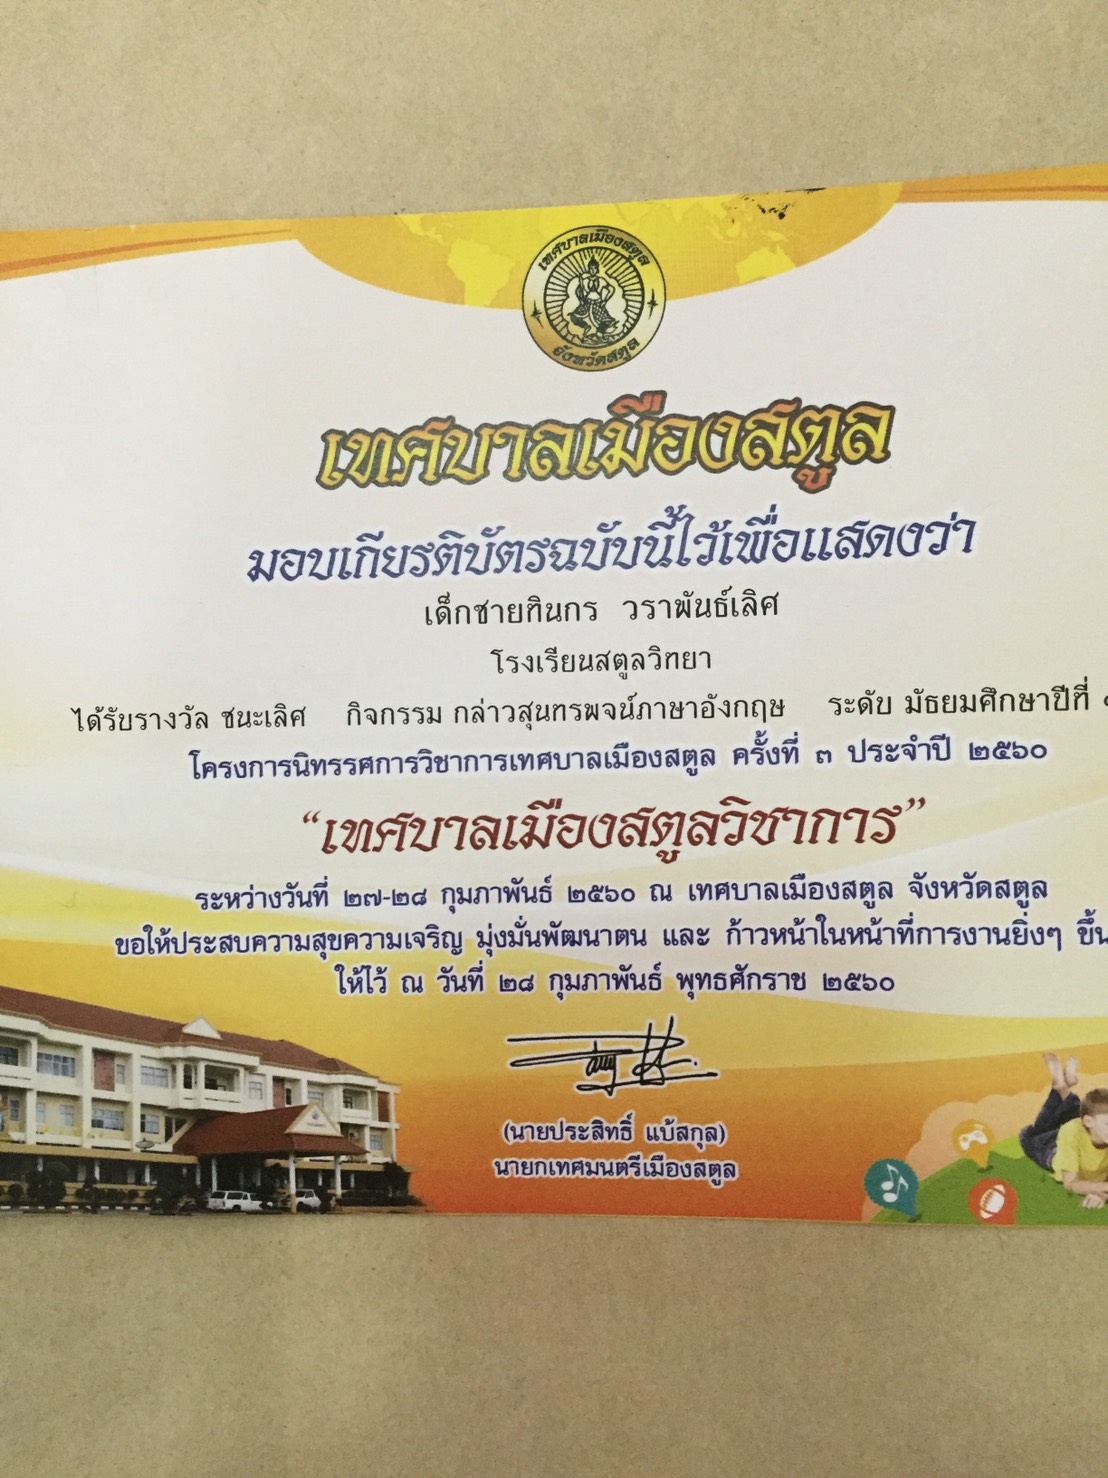 เทศบาลเมืองสตูล
จังหวัดสตูล
เทศบาลเมืองสตูล
มอบเกียรติบัตรฉบับนี้ไว้เพื่อแสดงว่า
เด็กชายทินกร วราพันธ์เลิศ
โรงเรียนสตูลวิทยา
ได้รับรางวัล ชนะเลิศ กิจกรรม กล่าวสุนทรพจน์ภาษาอังกฤษ ระดับ มัธยมศึกษาปีที่
โครงการนิทรรศการวิชาการเทศบาลเมืองสตูล ครั้งที่ ๓ ประจำปี ๒๕๖๐
“เทศบาลเมืองสตูลวิชาการ”
ระหว่างวันที่ ๒๗-๒๘ กุมภาพันธ์ ๒๕๖๐ ณ เทศบาลเมืองสตูล จังหวัดสตูล
ขอให้ประสบความสุขความเจริญ มุ่งมั่นพัฒนาตน และ ก้าวหน้าในหน้าที่การงานยิ่งๆ ขึ้น
ให้ไว้ ณ วันที่ ๒๘ กุมภาพันธ์ พุทธศักราช ๒๕๖๐
(นายประสิทธิ์ แบ้สกุล)
นายกเทศมนตรีเมืองสตูล